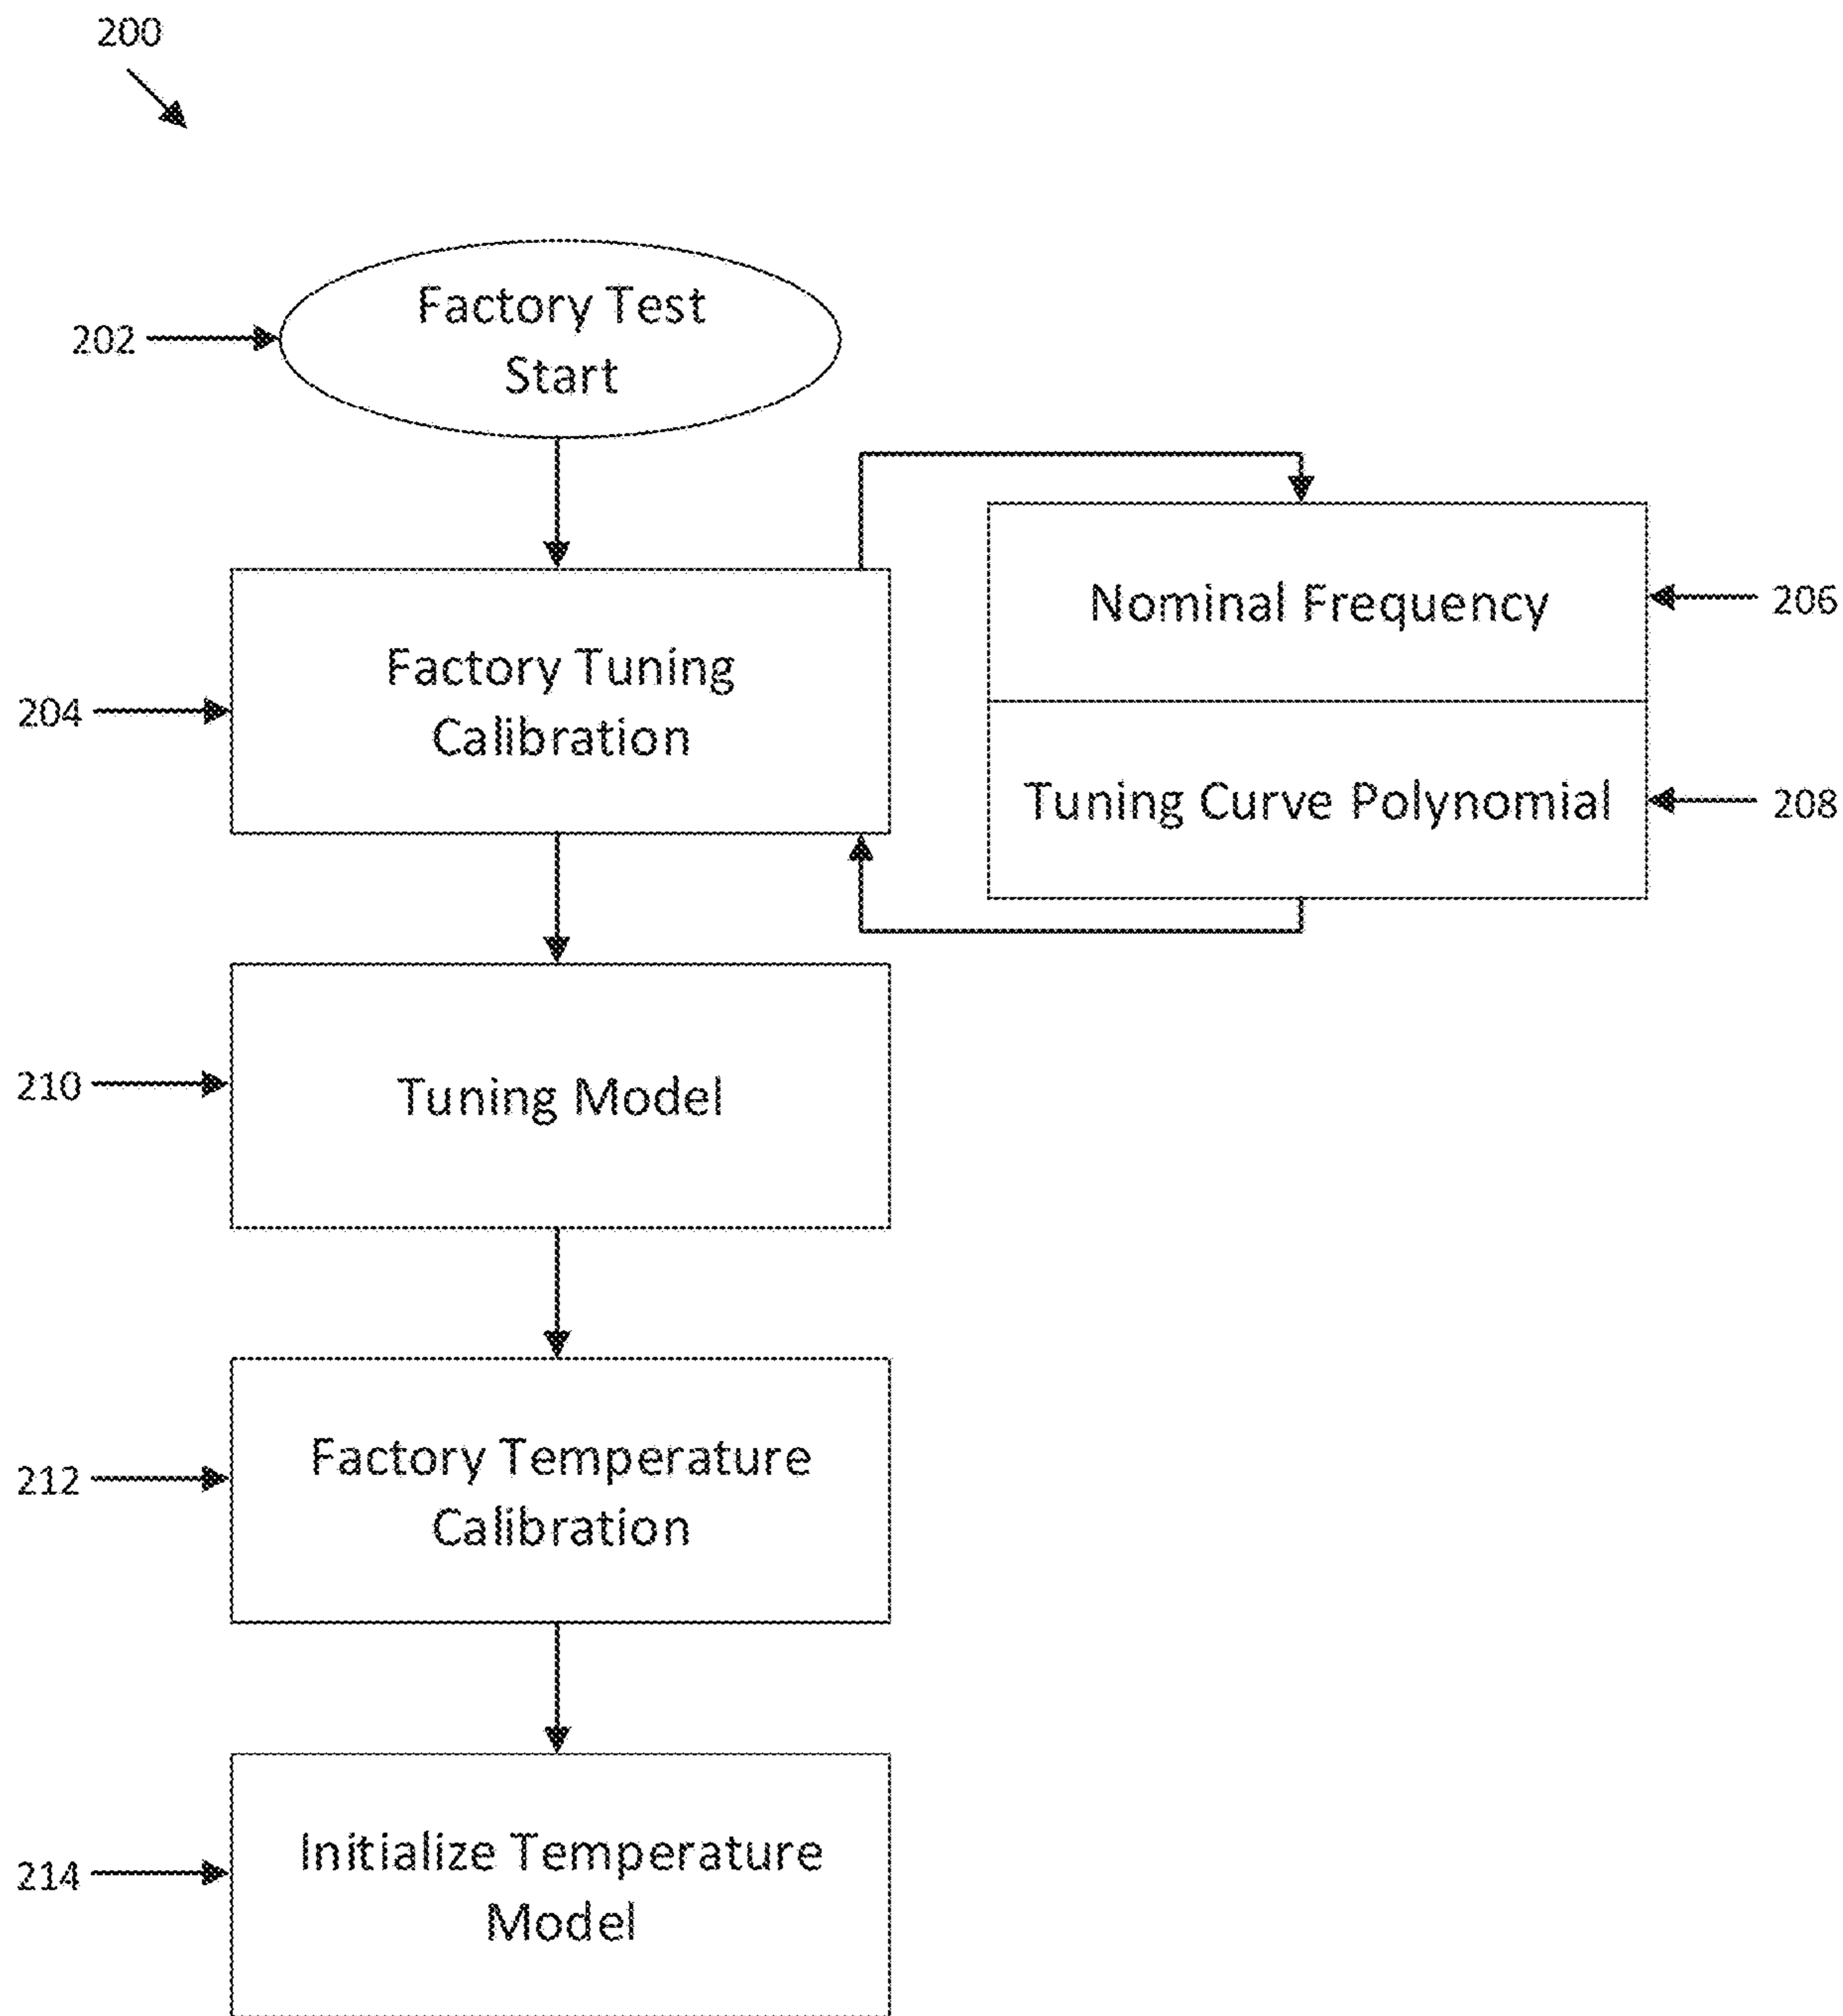 200
Factory Test
Start
202
Nominal Frequency
206
Factory Tuning
Calibration
204
Tuning Curve Polynomial
208
Tuning Model
210
Factory Temperature
Calibration
212
Initialize Temperature
Model
214